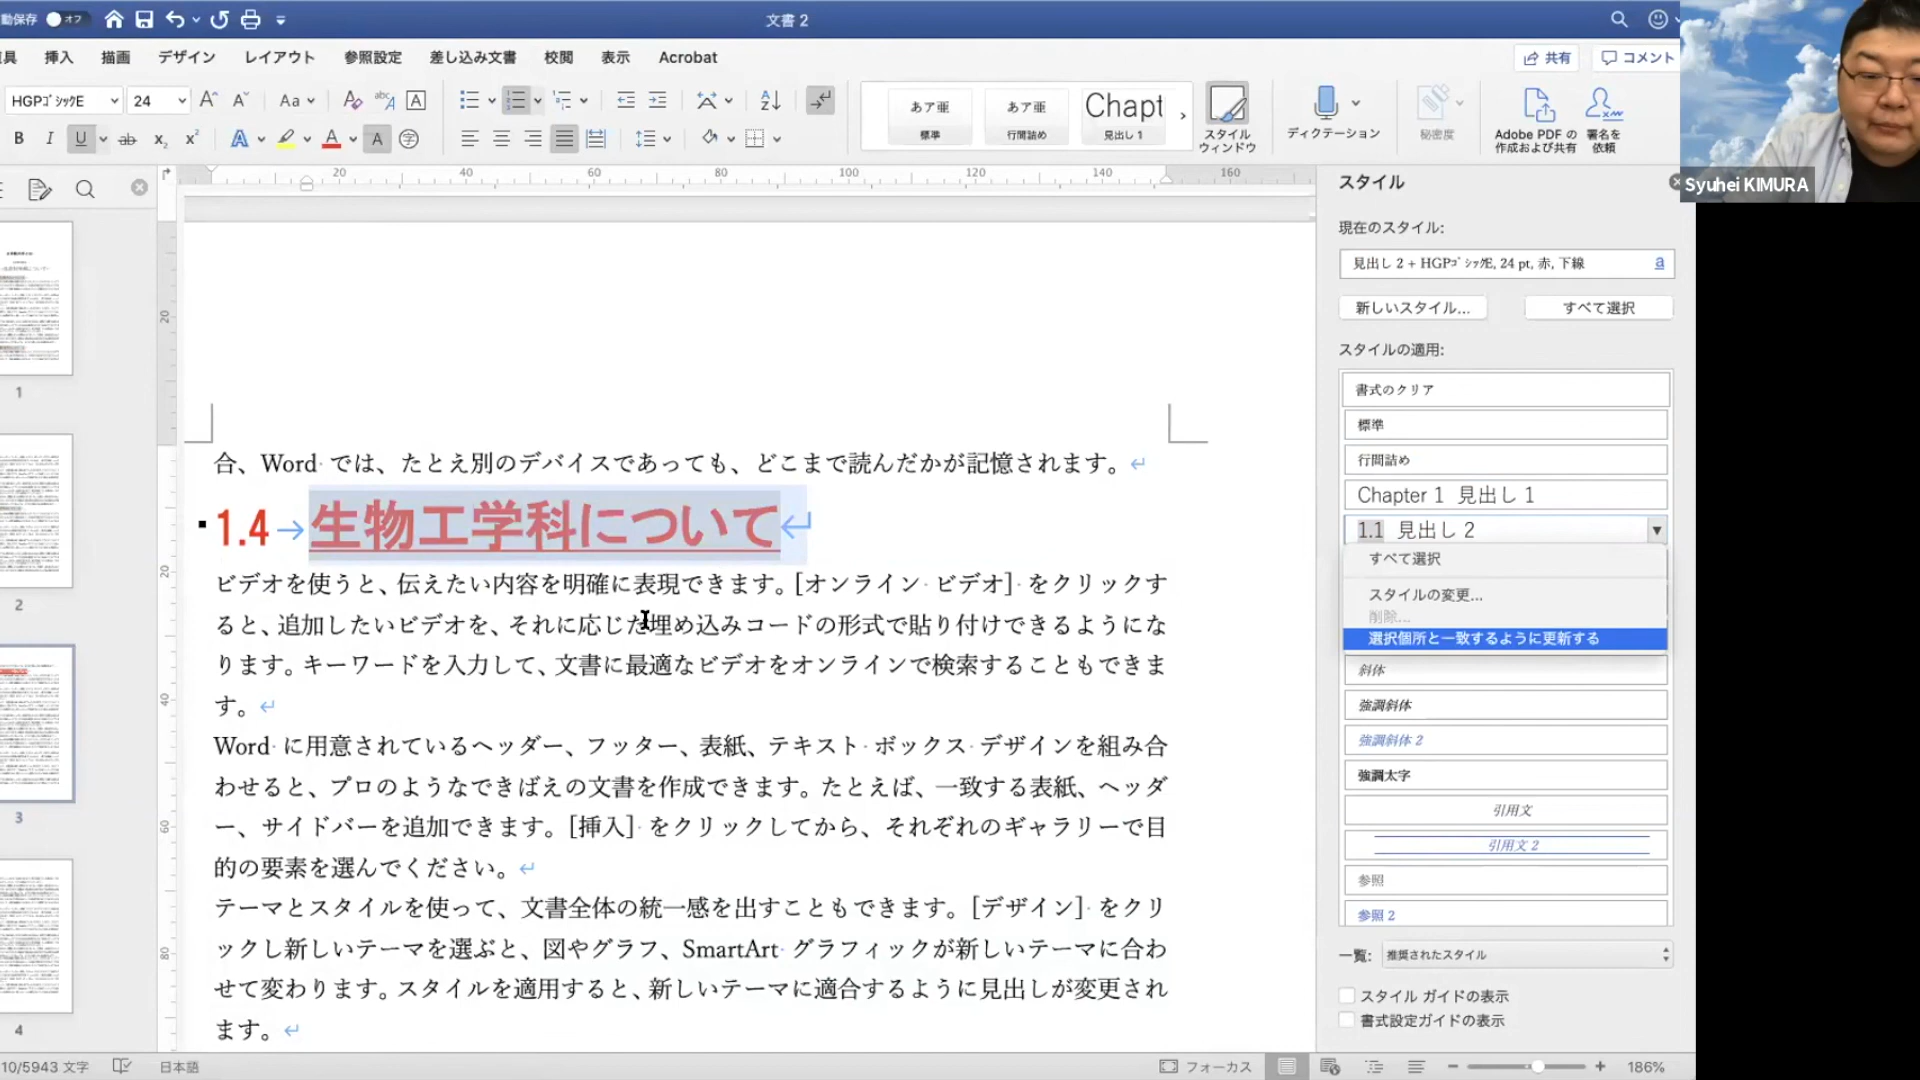 動保存 オフ
文書 2
具 挿入 描画 デザイン レイアウト 参照設定 差し込み文書 校閲 表示 Acrobat
共有 コメント
HGPｺﾞｼｯｸE 24
あア亜 標準
あア亜 行間詰め
Chapt 見出し 1
スタイル
ウィンドウ
ディクテーション
秘密度
Adobe PDF の
作成および共有
署名を
依頼
Syuhei KIMURA
20 40 60 80 100 120 140 160
1
2
3
4
20
20
40
60
80
合、Word では、たとえ別のデバイスであっても、どこまで読んだかが記憶されます。
1.4 生物工学科について
ビデオを使うと、伝えたい内容を明確に表現できます。[オンライン ビデオ] をクリックす
ると、追加したいビデオを、それに応じた埋め込みコードの形式で貼り付けできるようにな
ります。キーワードを入力して、文書に最適なビデオをオンラインで検索することもできま
す。
Word に用意されているヘッダー、フッター、表紙、テキスト ボックス デザインを組み合
わせると、プロのようなできばえの文書を作成できます。たとえば、一致する表紙、ヘッダ
ー、サイドバーを追加できます。[挿入] をクリックしてから、それぞれのギャラリーで目
的の要素を選んでください。
テーマとスタイルを使って、文書全体の統一感を出すこともできます。[デザイン] をクリ
ックし新しいテーマを選ぶと、図やグラフ、SmartArt グラフィックが新しいテーマに合わ
せて変わります。スタイルを適用すると、新しいテーマに適合するように見出しが変更され
ます。
スタイル
現在のスタイル:
見出し 2 + HGPｺﾞｼｯｸE, 24 pt, 赤, 下線 a
新しいスタイル... すべて選択
スタイルの適用:
書式のクリア
標準
行間詰め
Chapter 1 見出し 1
1.1 見出し 2
すべて選択
スタイルの変更...
削除...
選択個所と一致するように更新する
斜体
強調斜体
強調斜体 2
強調太字
引用文
引用文 2
参照
参照 2
一覧: 推奨されたスタイル
スタイル ガイドの表示
書式設定ガイドの表示
10/5943 文字 日本語
フォーカス 186%